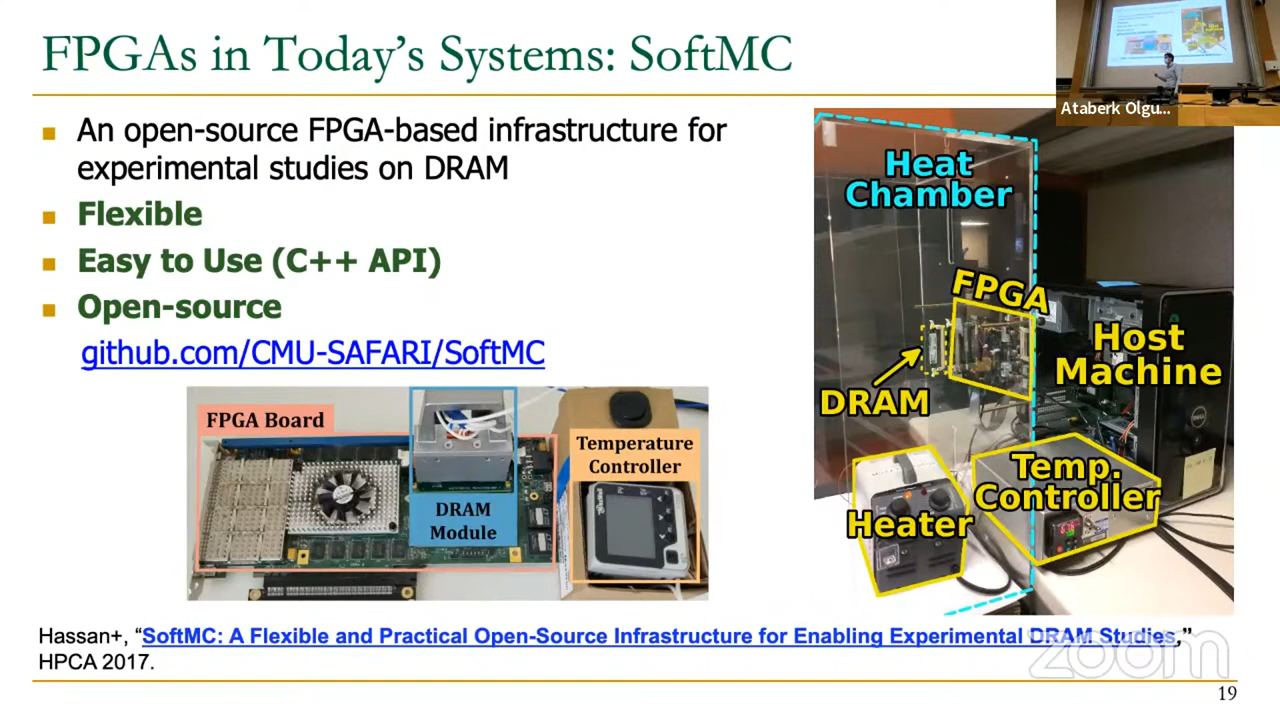 FPGAs in Today's Systems: SoftMC
Ataberk Olgu...
An open-source FPGA-based infrastructure for
experimental studies on DRAM
Flexible
Easy to Use (C++ API)
Open-source
github.com/CMU-SAFARI/SoftMC
FPGA Board
DRAM
Module
Temperature
Controller
Heat
Chamber
FPGA
DRAM
Host
Machine
Temp.
Controller
Heater
Hassan+, “SoftMC: A Flexible and Practical Open-Source Infrastructure for Enabling Experimental DRAM Studies,”
HPCA 2017.
zoom
19